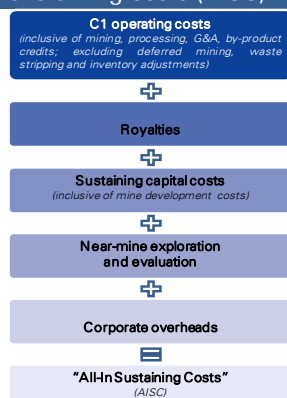 C1 operating costs
(inclusive of mining, processing, G&A, by-product
credits; excluding deferred mining, waste
stripping and inventory adjustments)
Royalties
Sustaining capital costs
(inclusive of mine development costs)
Near-mine exploration
and evaluation
Corporate overheads
"All-In Sustaining Costs"
(AISC)